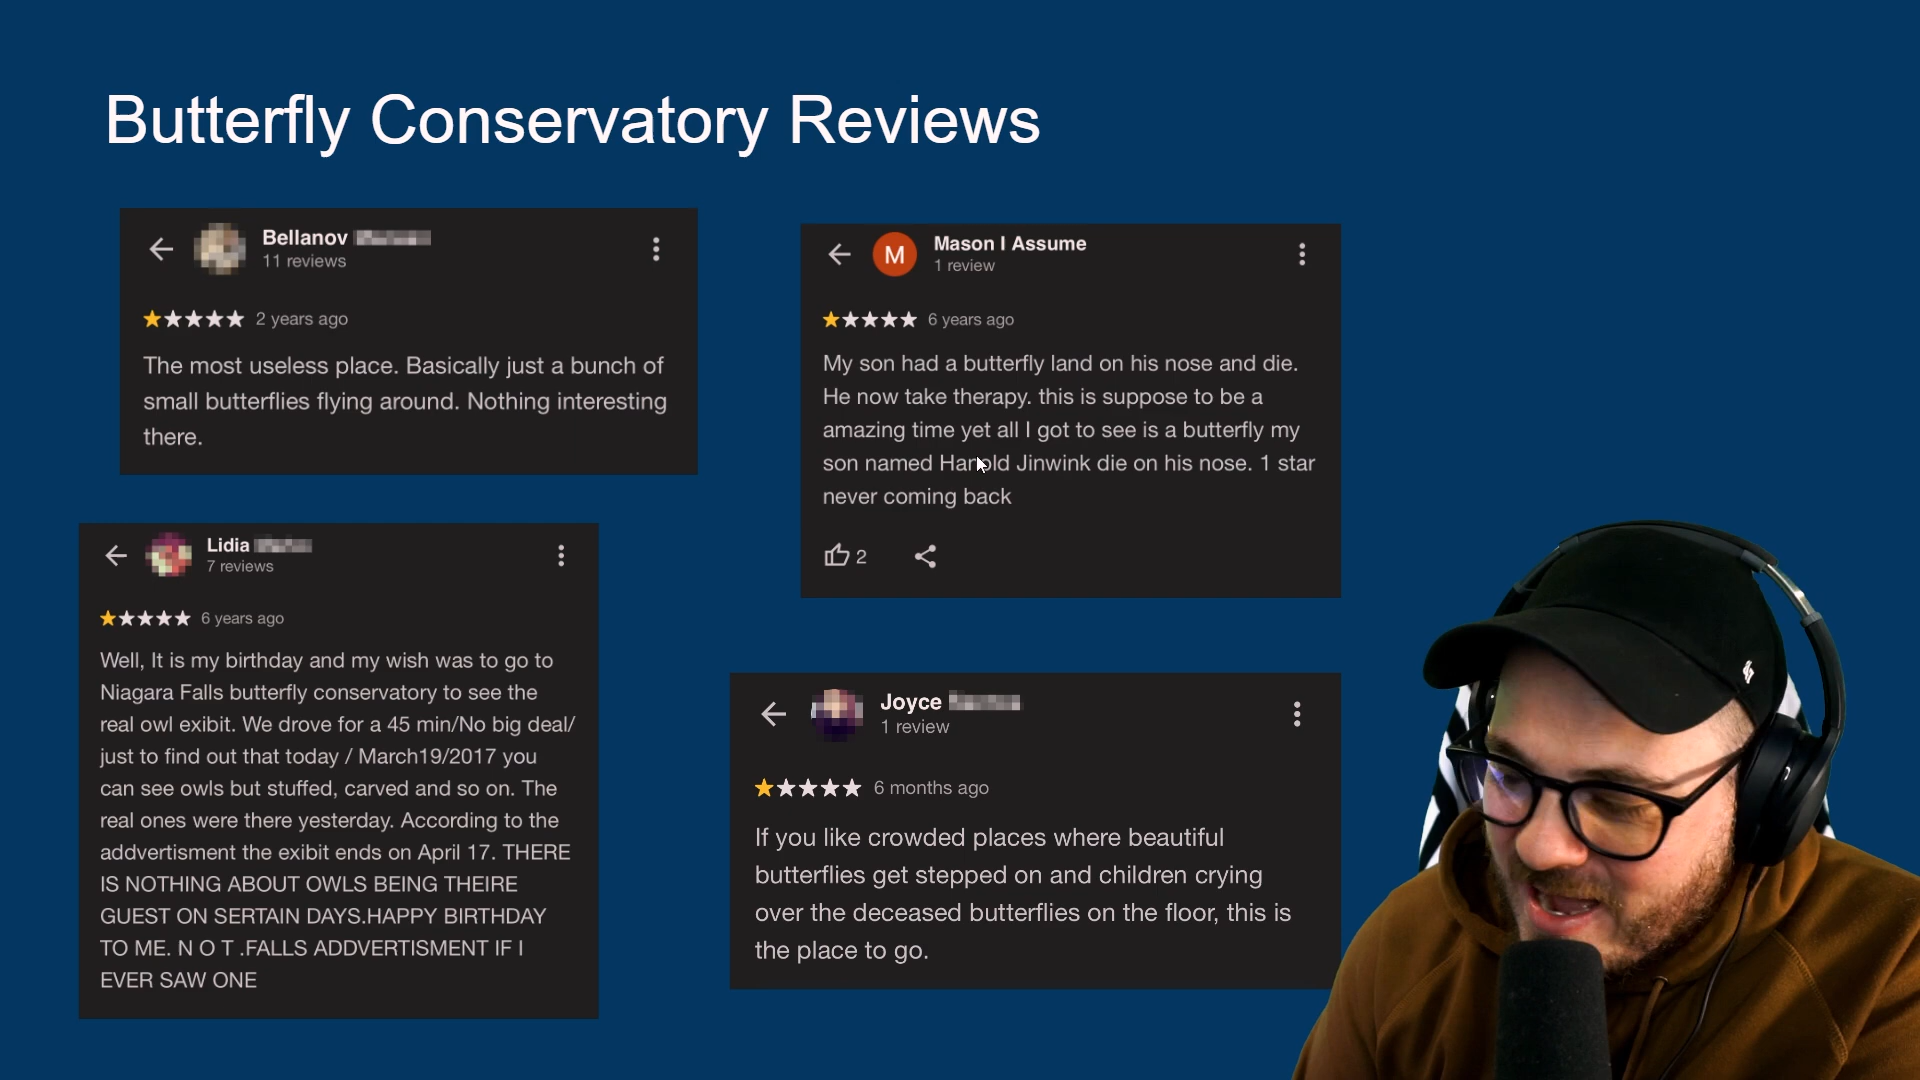 Butterfly Conservatory Reviews
Bellanov
11 reviews
2 years ago
The most useless place. Basically just a bunch of
small butterflies flying around. Nothing interesting
there.
Mason I Assume
1 review
M
6 years ago
My son had a butterfly land on his nose and die.
He now take therapy. this is suppose to be a
amazing time yet all I got to see is a butterfly my
son named Harold Jinwink die on his nose. 1 star
never coming back
2
Lidia
7 reviews
6 years ago
Well, It is my birthday and my wish was to go to
Niagara Falls butterfly conservatory to see the
real owl exibit. We drove for a 45 min/No big deal/
just to find out that today / March19/2017 you
can see owls but stuffed, carved and so on. The
real ones were there yesterday. According to the
addvertisment the exibit ends on April 17. THERE
IS NOTHING ABOUT OWLS BEING THEIRE
GUEST ON SERTAIN DAYS.HAPPY BIRTHDAY
TO ME. N O T .FALLS ADDVERTISMENT IF I
EVER SAW ONE
Joyce
1 review
6 months ago
If you like crowded places where beautiful
butterflies get stepped on and children crying
over the deceased butterflies on the floor, this is
the place to go.